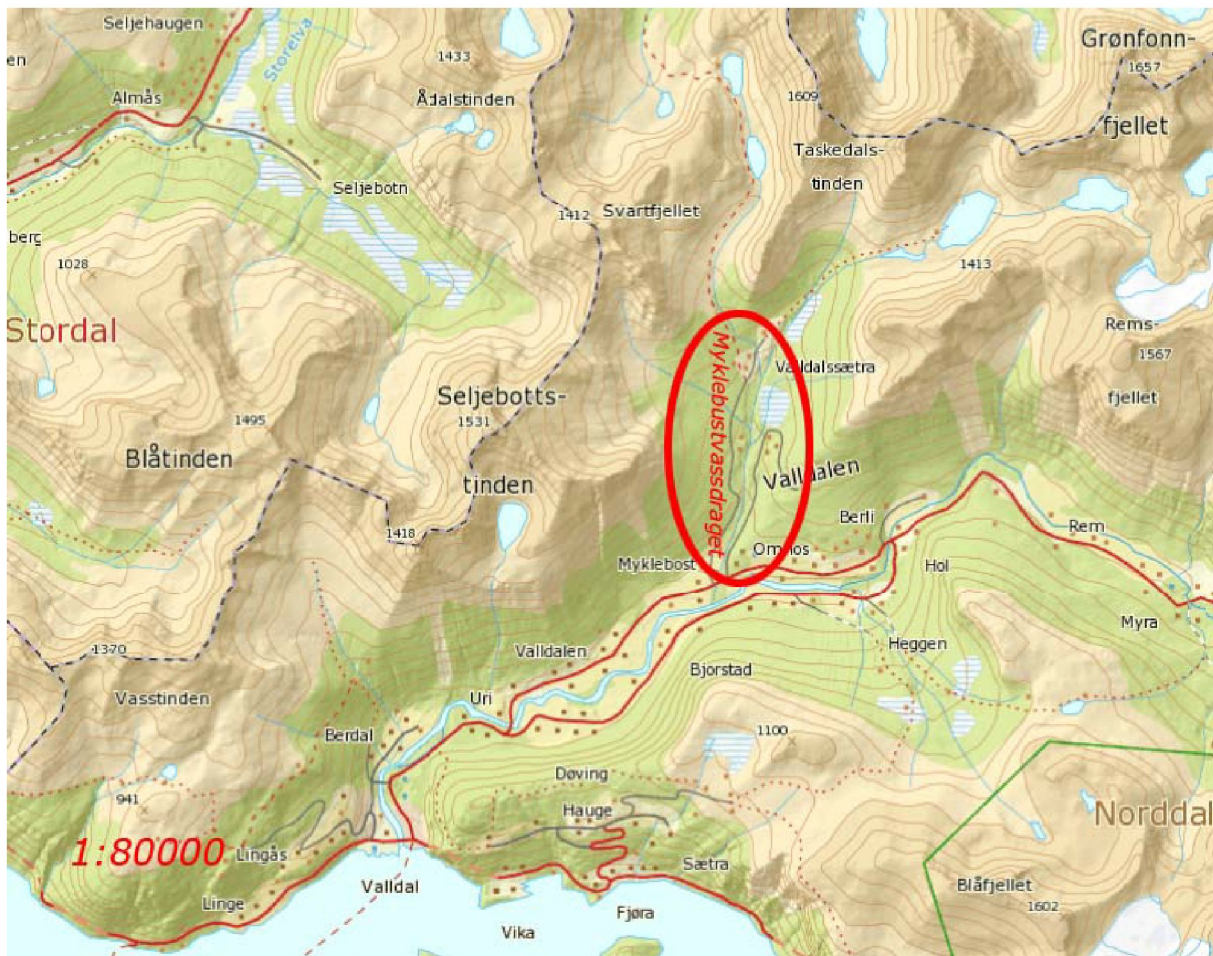 Seljehaugen
Storelva
1433
Grønfonn-
1657
en
Almås
Ådalstinden
1609
fjellet
Taskedals-
tinden
Seljebotn
Svartfjellet
1412
berg
1028
1413
Stordal
Rems-
1567
fjellet
Myklebustvassdraget
Valldalssætra
Seljebotts-
1531
tinden
1495
Blåtinden
Valldalen
1418
Berli
Rem
Omnos
Myklebost
Hol
Myra
1370
Valldalen
Heggen
Bjorstad
Vasstinden
Uri
Berdal
1100
Døving
941
Hauge
Norddal
1:80000
Lingås
Sætra
Valldal
Blåfjellet
1602
Linge
Fjøra
Vika